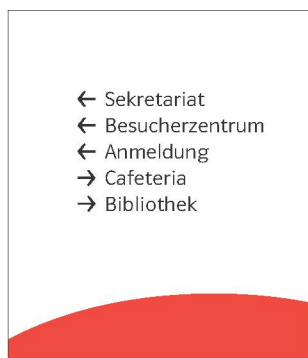 ← Sekretariat
← Besucherzentrum
← Anmeldung
→ Cafeteria
→ Bibliothek